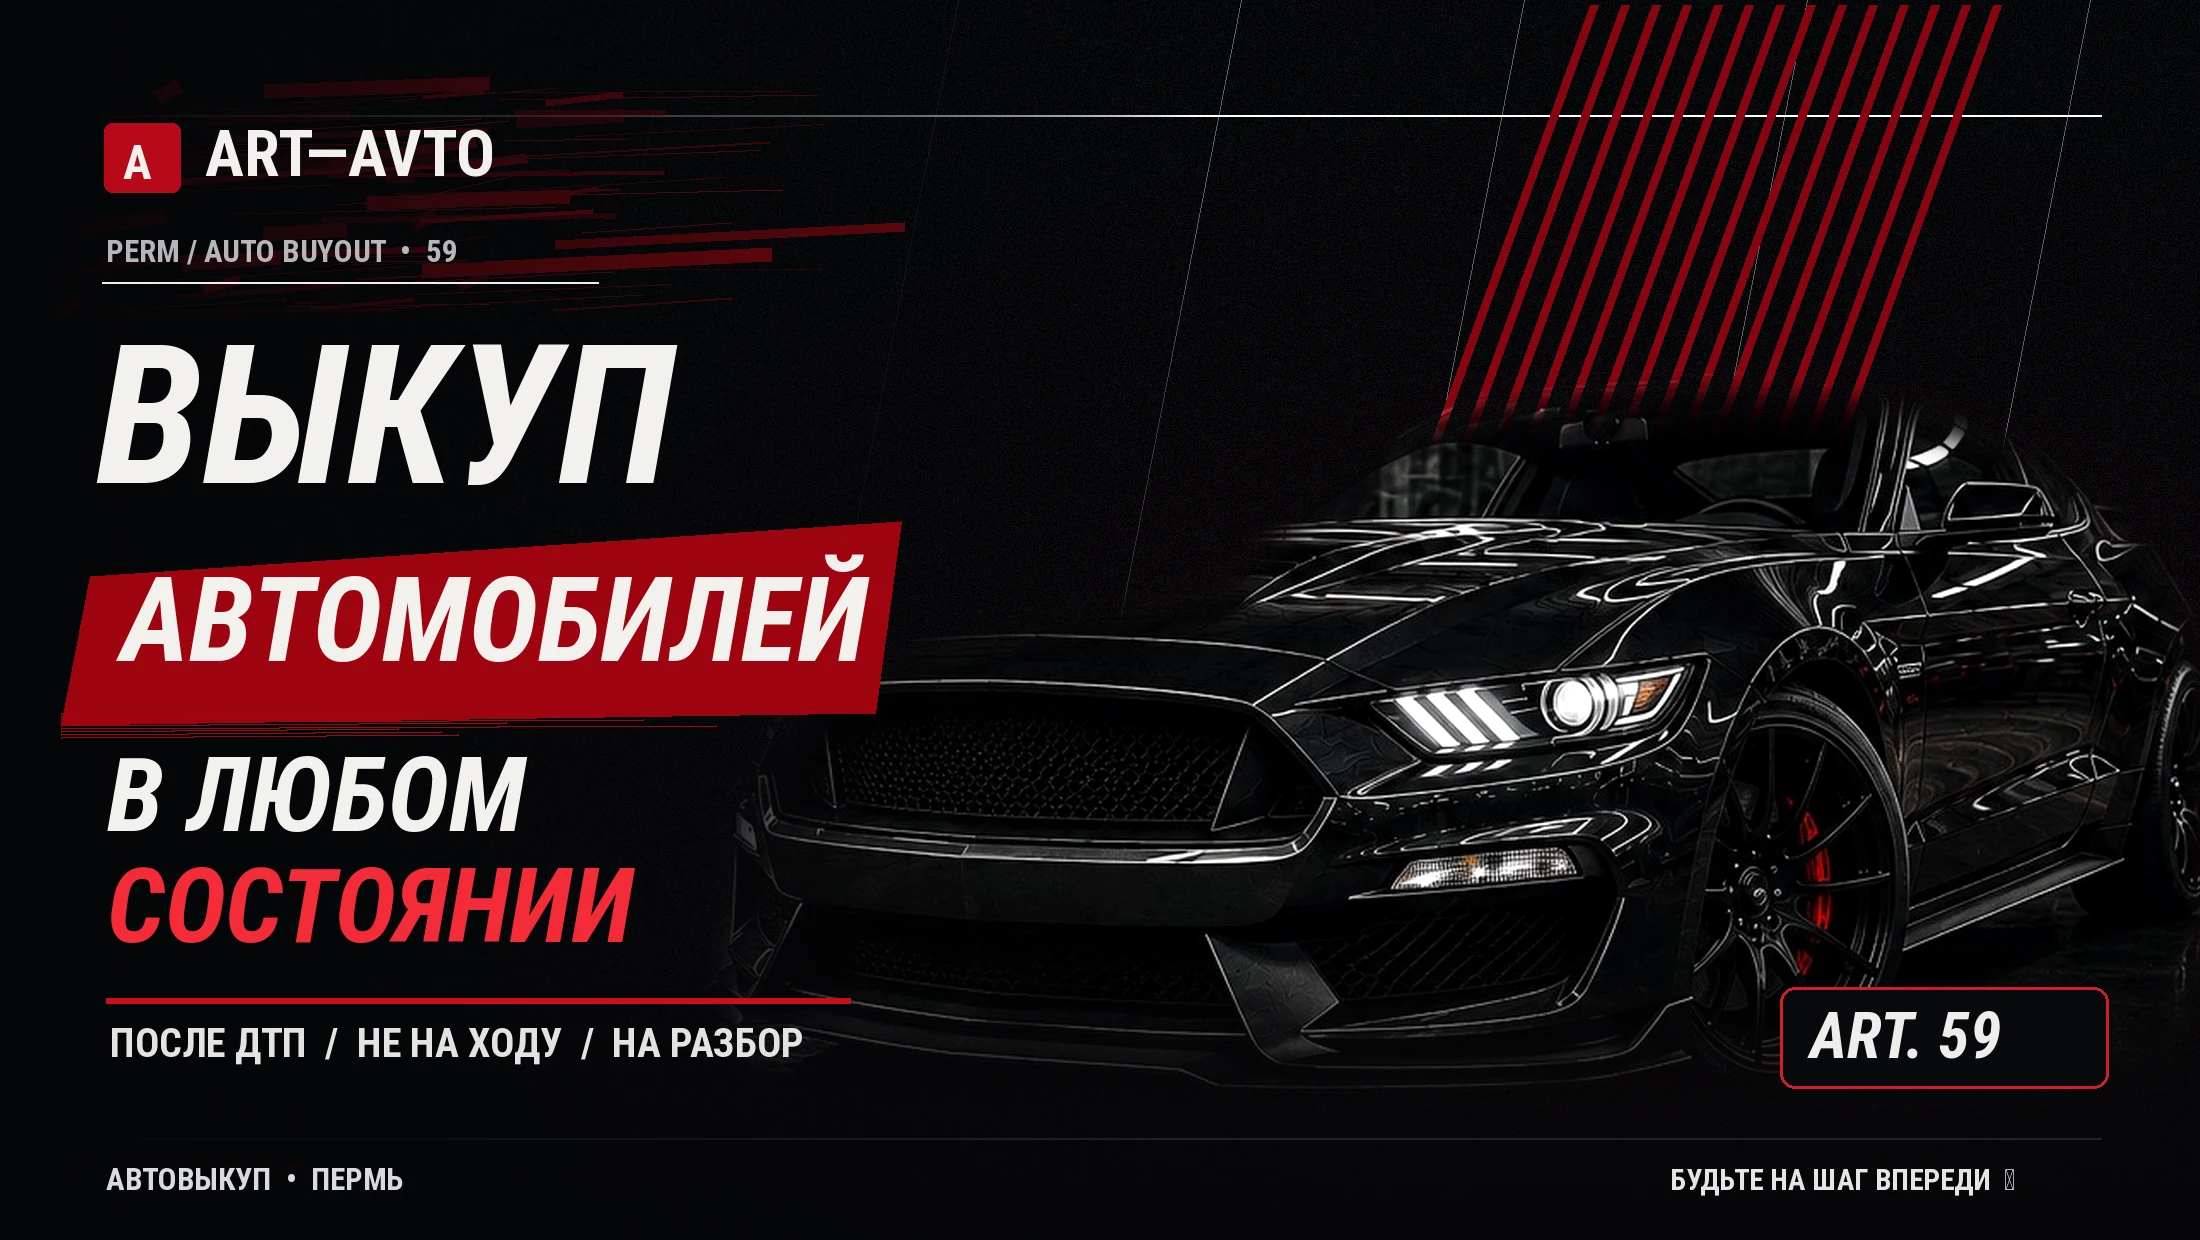 A ART—AVTO
PERM / AUTO BUYOUT • 59
ВЫКУП
АВТОМОБИЛЕЙ
В ЛЮБОМ
СОСТОЯНИИ
ПОСЛЕ ДТП / НЕ НА ХОДУ / НА РАЗБОР
ART. 59
АВТОВЫКУП • ПЕРМЬ
БУДЬТЕ НА ШАГ ВПЕРЕДИ